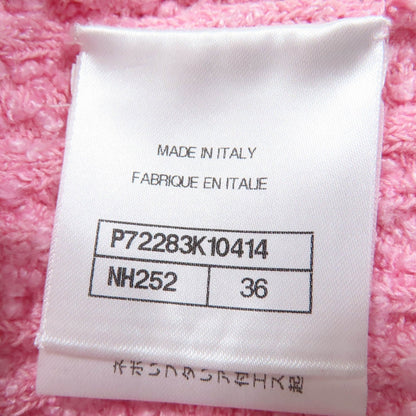 MADE IN ITALY
FABRIQUE EN ITALIE
P72283K10414
NH252
36